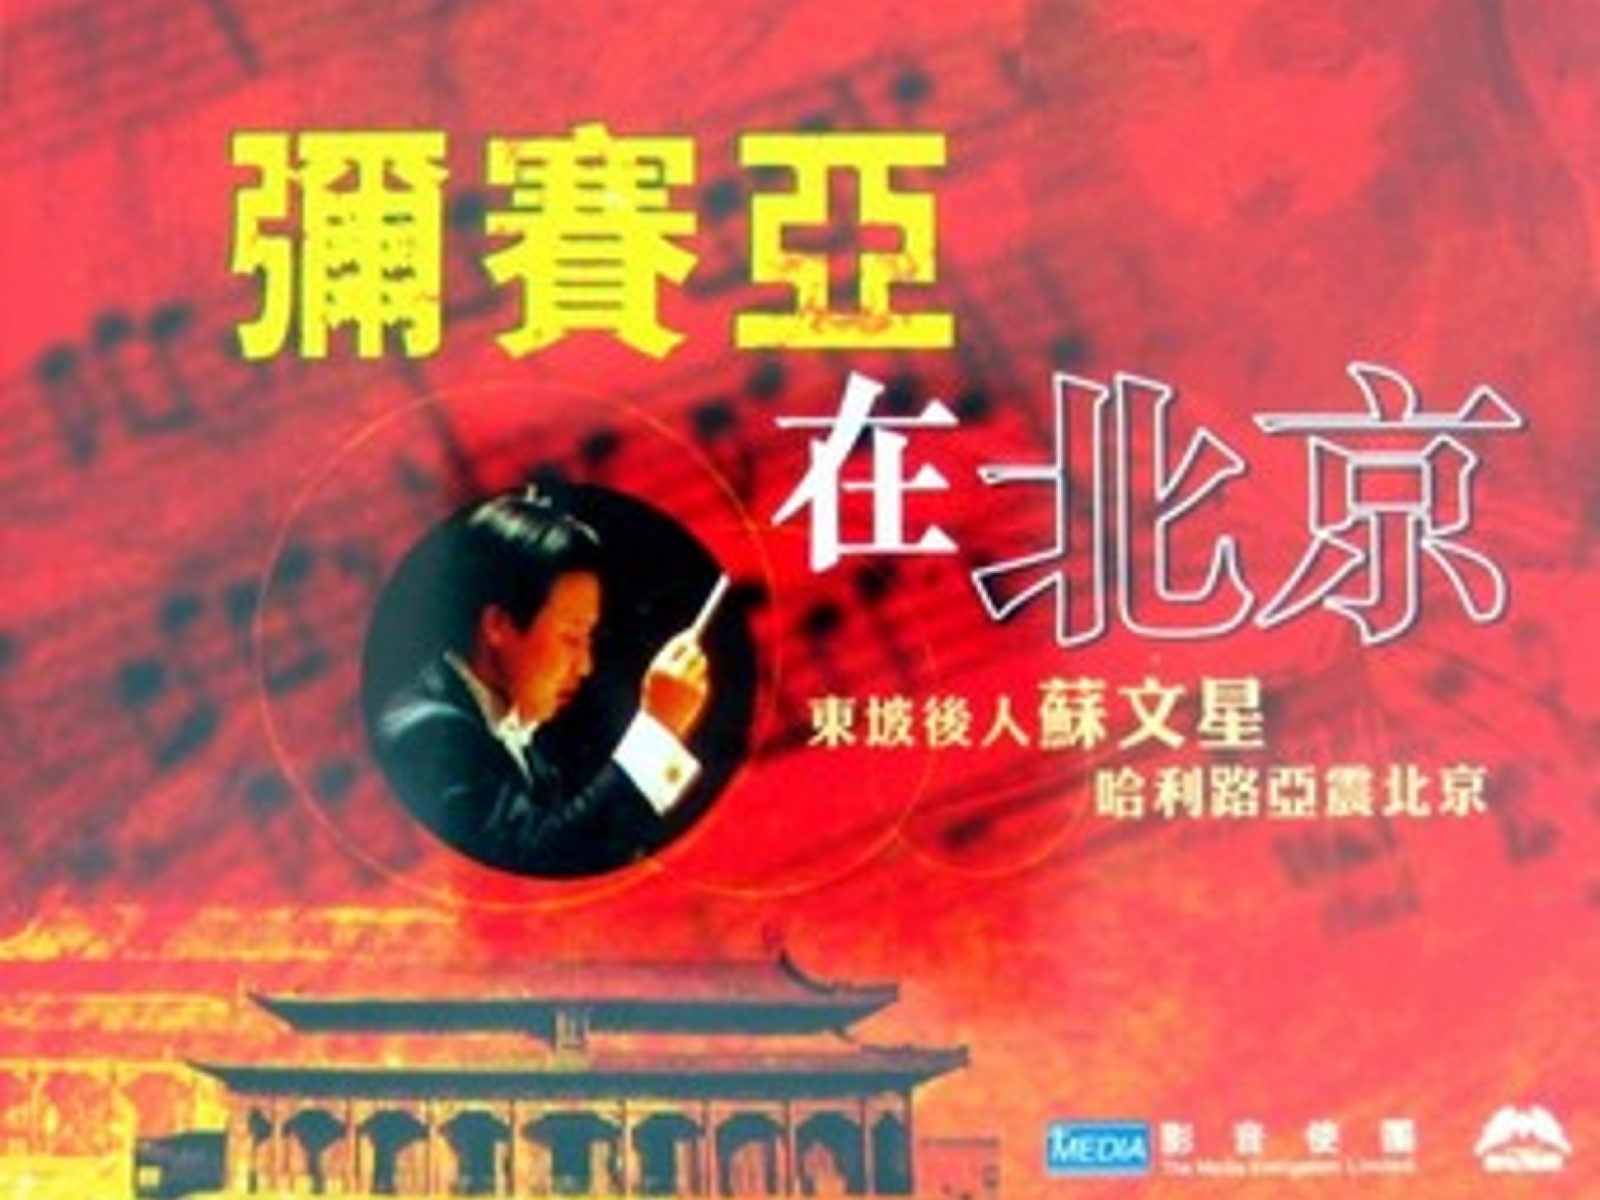 彌賽亞
在北京
東坡後人蘇文星
哈利路亞震北京
MEDIA 影音使團
The Media Evangelism Limited